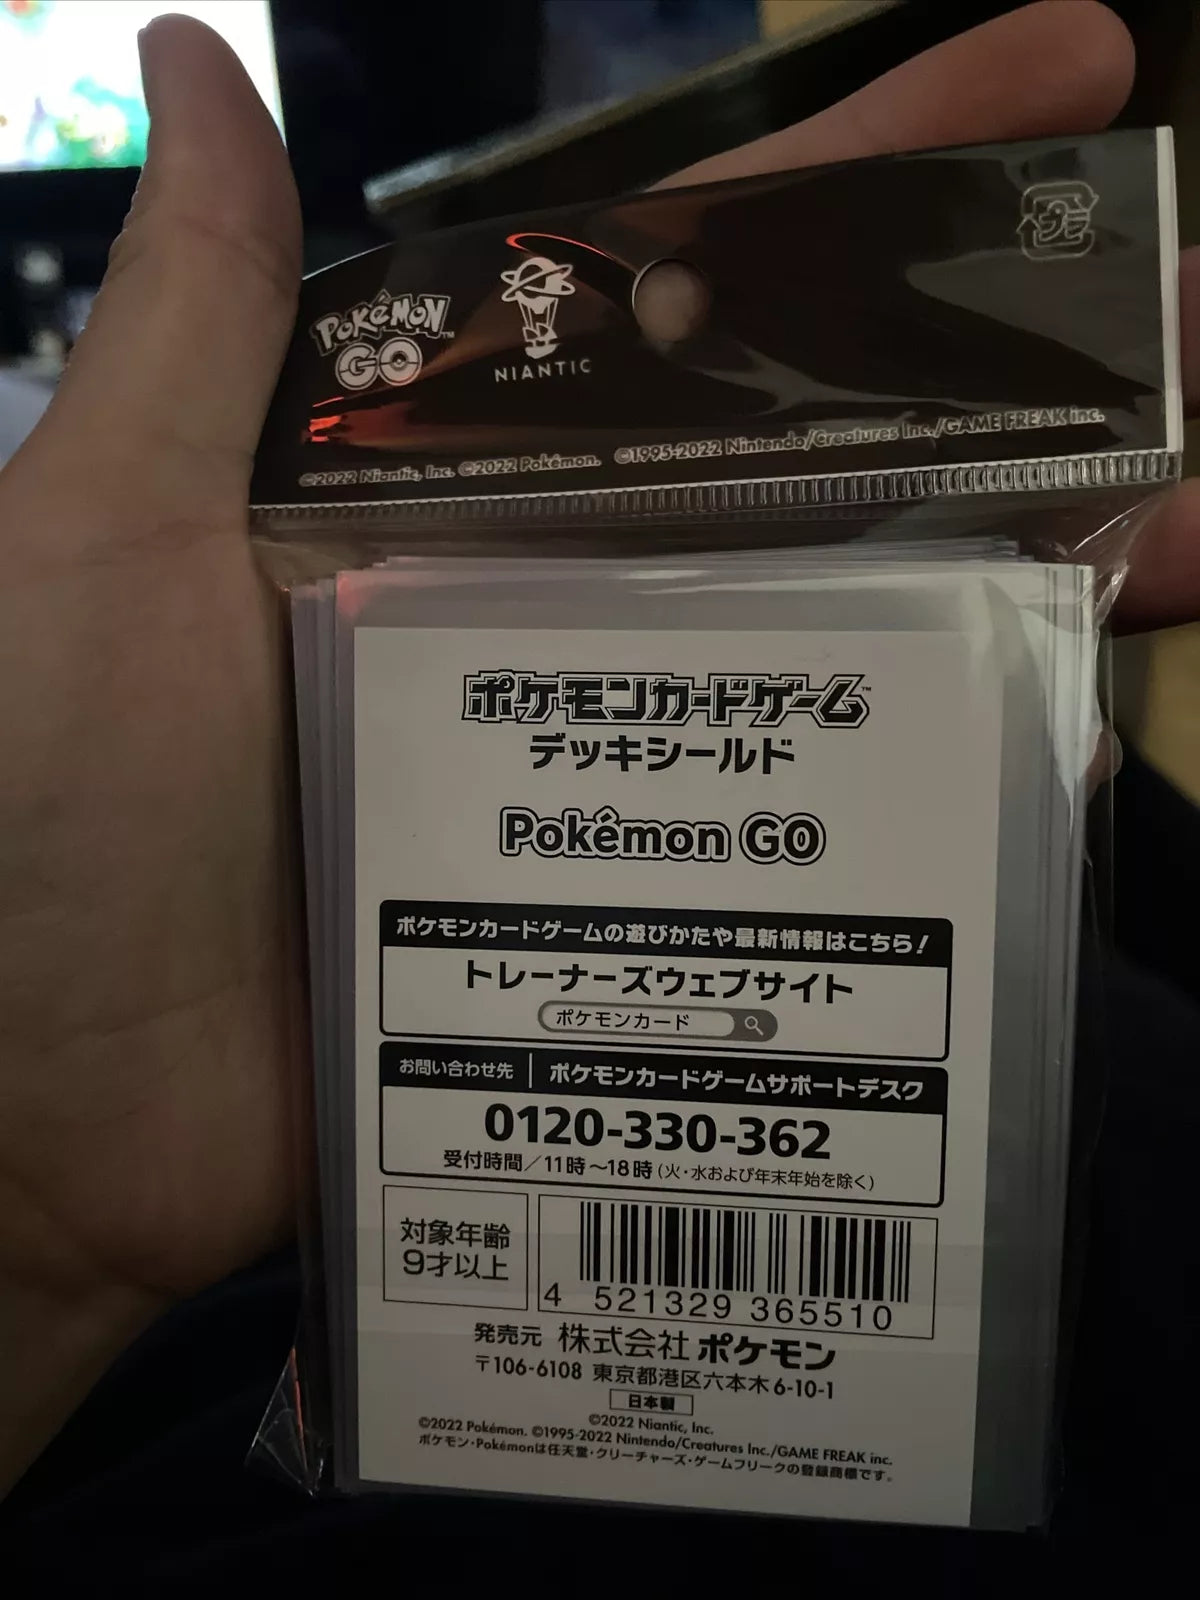 プラ
POKéMON™
GO
NIANTIC
©2022 Niantic, Inc. ©2022 Pokémon. ©1995-2022 Nintendo/Creatures Inc./GAME FREAK inc.
ポケモンカードゲーム™
デッキシールド
Pokémon GO
ポケモンカードゲームの遊びかたや最新情報はこちら!
トレーナーズウェブサイト
ポケモンカード
お問い合わせ先 ポケモンカードゲームサポートデスク
0120-330-362
受付時間/11時~18時(火・水および年末年始を除く)
対象年齢
9才以上
4 521329 365510
発売元 株式会社ポケモン
〒106-6108 東京都港区六本木6-10-1
日本製
©2022 Niantic, Inc.
©2022 Pokémon. ©1995-2022 Nintendo/Creatures Inc./GAME FREAK inc.
ポケモン・Pokémonは任天堂・クリーチャーズ・ゲームフリークの登録商標です。